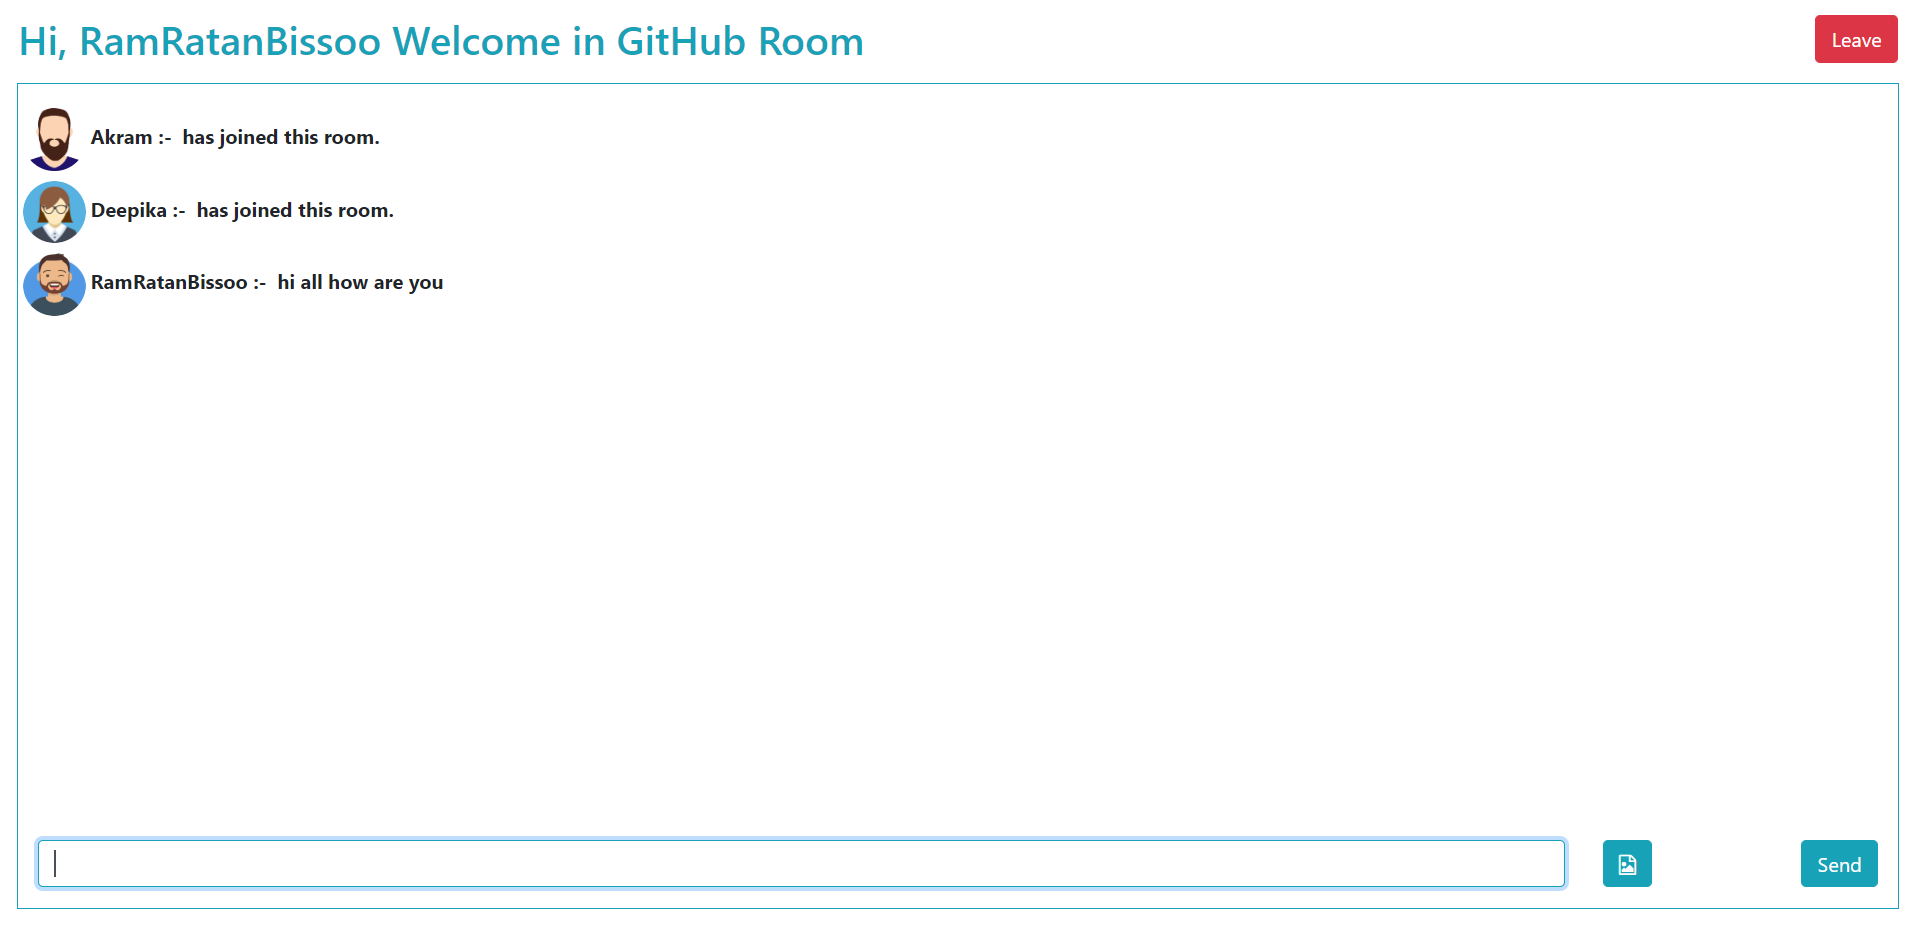 Hi, RamRatanBissoo Welcome in GitHub Room
Leave
Akram :- has joined this room.
Deepika :- has joined this room.
RamRatanBissoo :- hi all how are you
Send